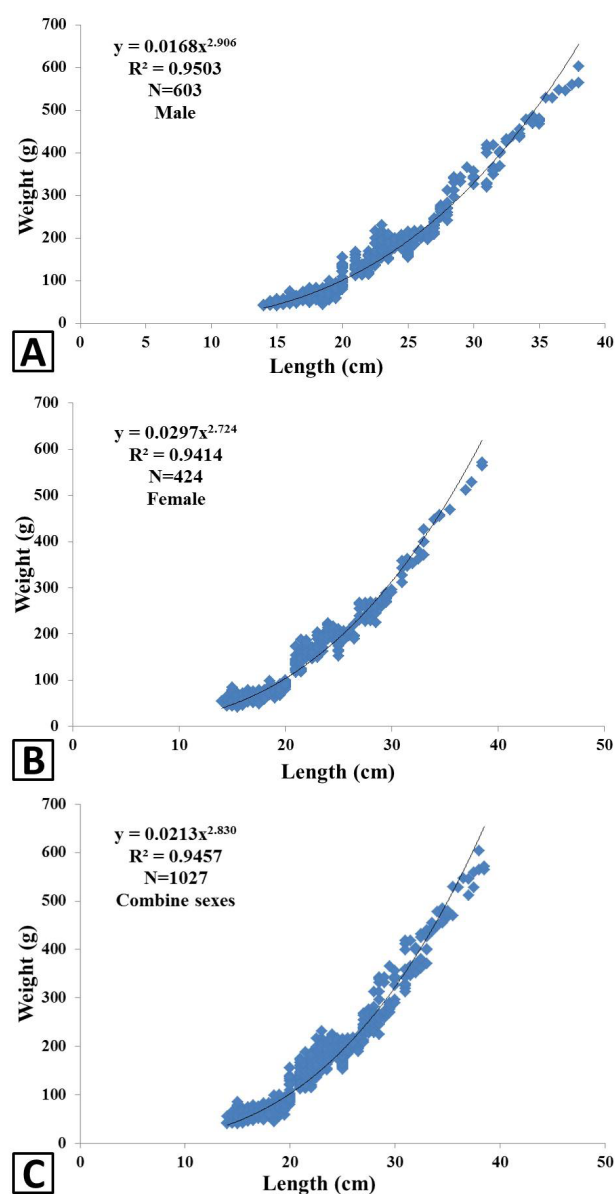 700
600
500
400
300
200
100
0
Weight (g)
y = 0.0168x^2.906
R² = 0.9503
N=603
Male
0 5 10 15 20 25 30 35 40
Length (cm)
A
700
600
500
400
300
200
100
0
Weight (g)
y = 0.0297x^2.724
R² = 0.9414
N=424
Female
0 10 20 30 40 50
Length (cm)
B
700
600
500
400
300
200
100
0
Weight (g)
y = 0.0213x^2.830
R² = 0.9457
N=1027
Combine sexes
0 10 20 30 40 50
Length (cm)
C